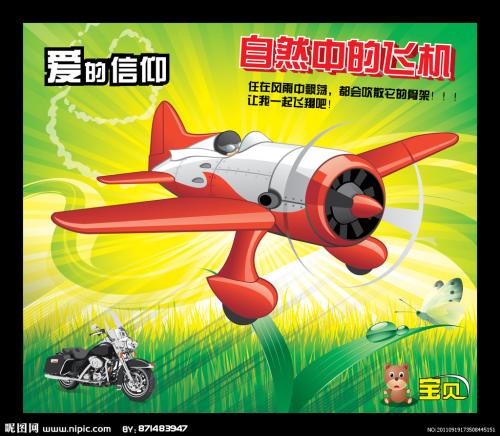 爱的信仰
自然中的飞机
任在风雨中飘荡，都会吹散它的骨架！！！
让我一起飞翔吧！
宝贝
昵图网 www.nipic.com BY：871483947
NO:20110919173508445151